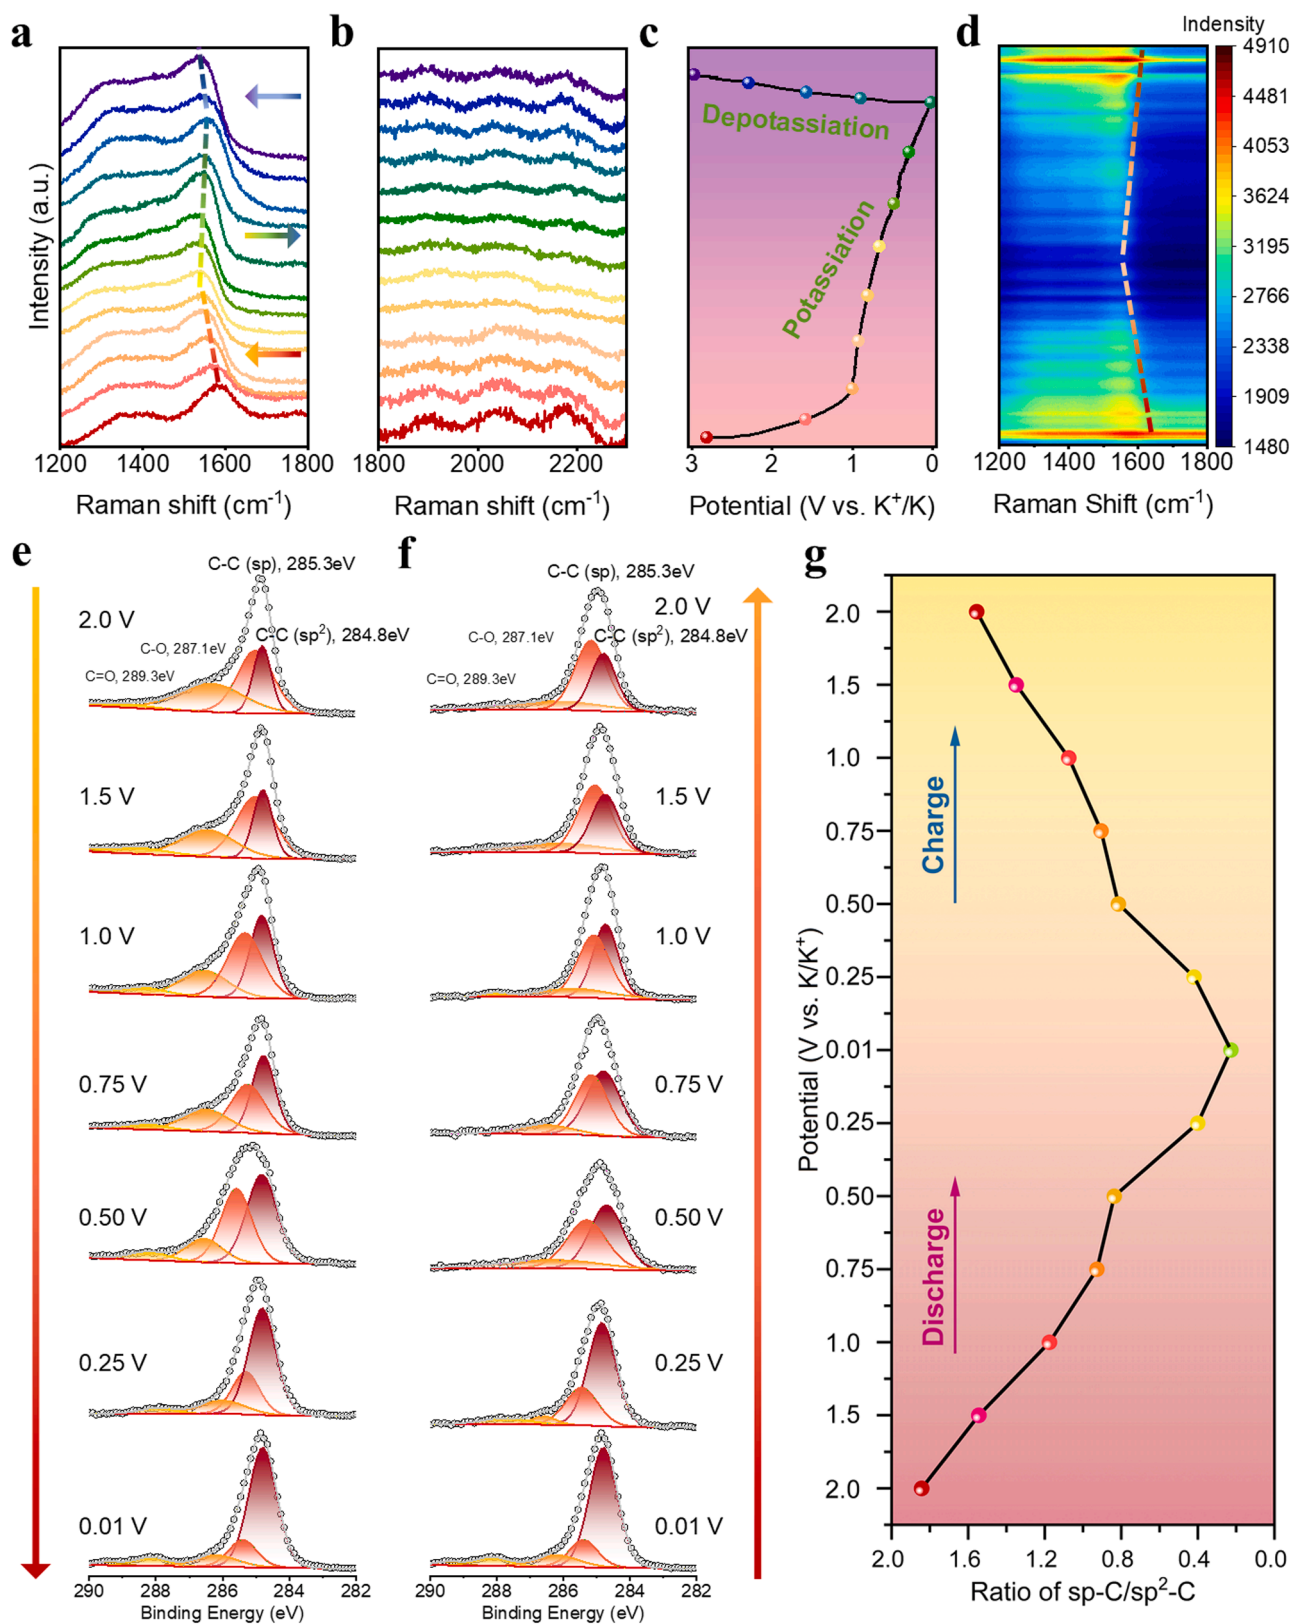 a
b
c
d
Indensity
Intensity (a.u.)
1200 1400 1600 1800
Raman shift (cm⁻¹)
1800 2000 2200
Raman shift (cm⁻¹)
Depotassiation
Potassiation
3 2 1 0
Potential (V vs. K⁺/K)
4910
4481
4053
3624
3195
2766
2338
1909
1480
1200 1400 1600 1800
Raman Shift (cm⁻¹)
e
C-C (sp), 285.3eV
2.0 V
C-C (sp²), 284.8eV
C-O, 287.1eV
C=O, 289.3eV
1.5 V
1.0 V
0.75 V
0.50 V
0.25 V
0.01 V
290 288 286 284 282
Binding Energy (eV)
f
C-C (sp), 285.3eV
2.0 V
C-C (sp²), 284.8eV
C-O, 287.1eV
C=O, 289.3eV
1.5 V
1.0 V
0.75 V
0.50 V
0.25 V
0.01 V
290 288 286 284 282
Binding Energy (eV)
g
Potential (V vs. K/K⁺)
2.0
1.5
1.0
0.75
0.50
0.25
0.01
0.25
0.50
0.75
1.0
1.5
2.0
Charge
Discharge
2.0 1.6 1.2 0.8 0.4 0.0
Ratio of sp-C/sp²-C